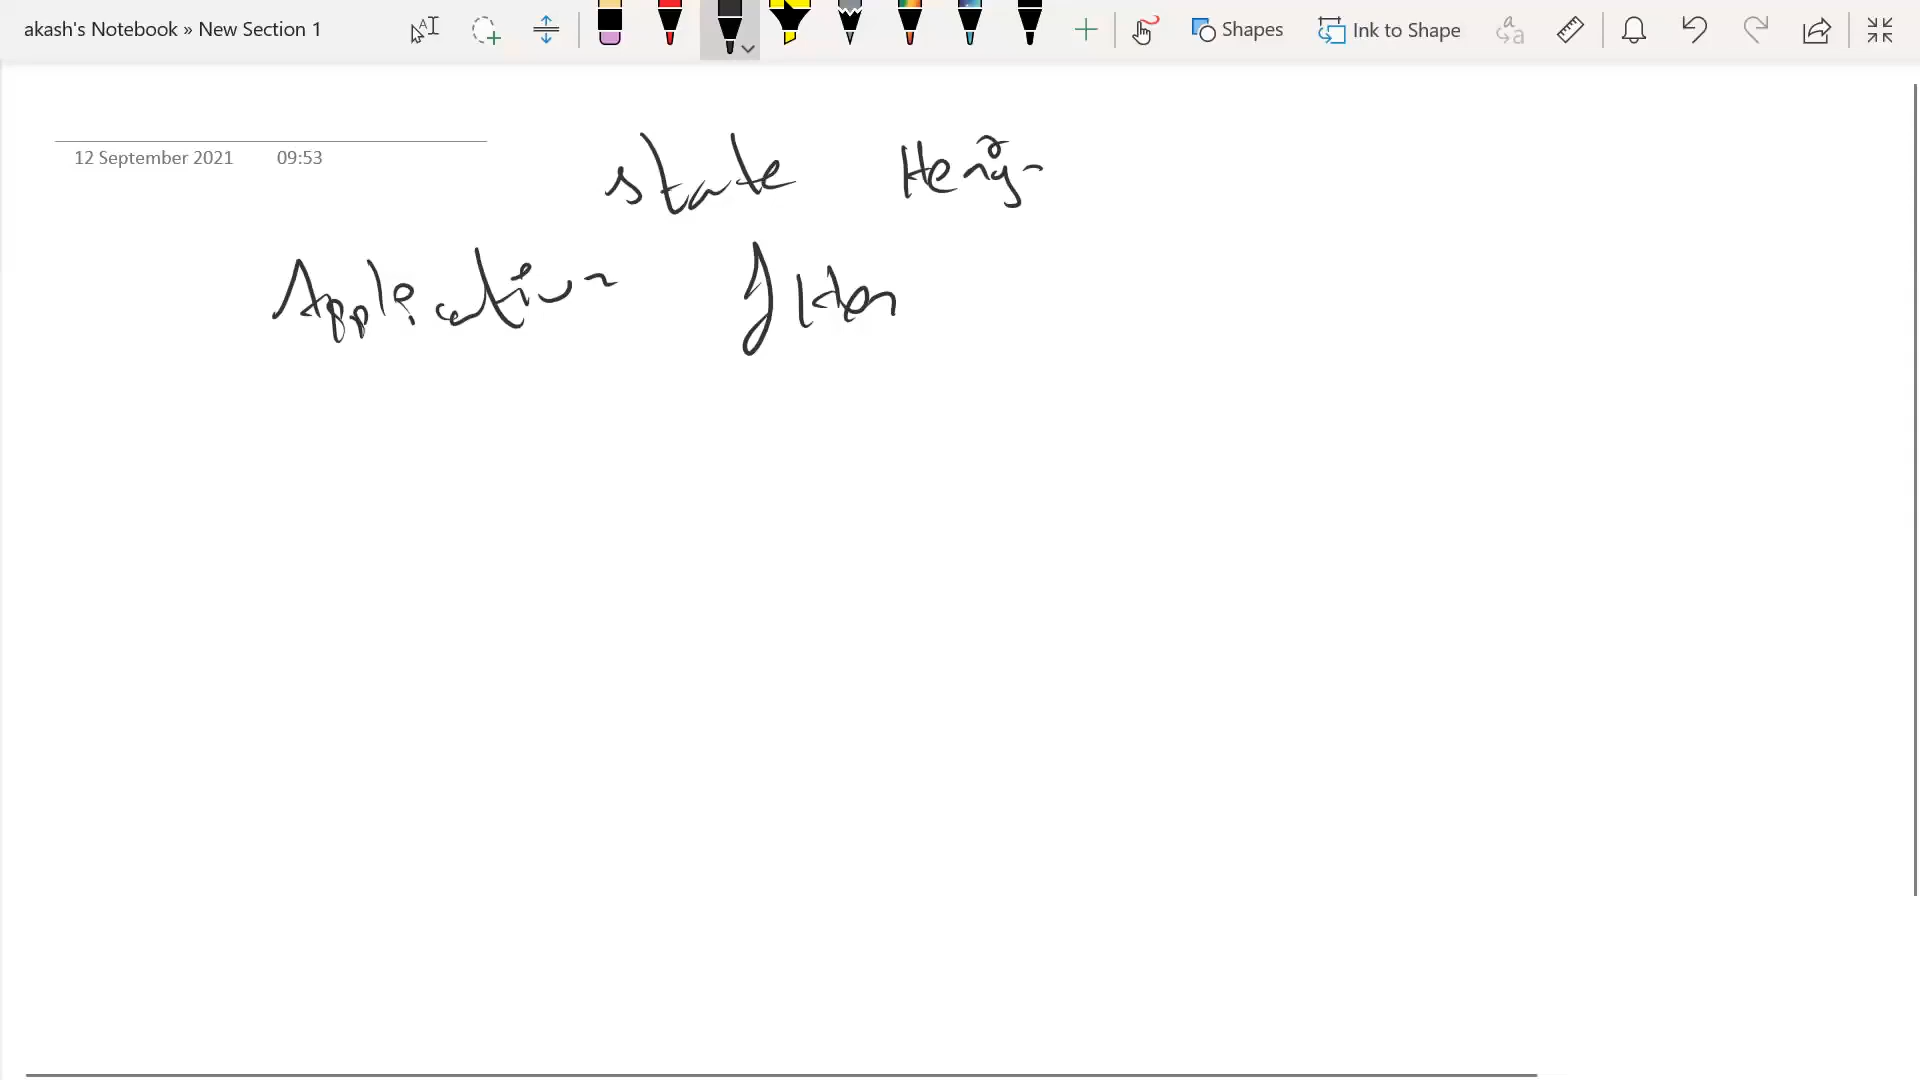 akash's Notebook » New Section 1 Shapes Ink to Shape
12 September 2021 09:53
state
Application